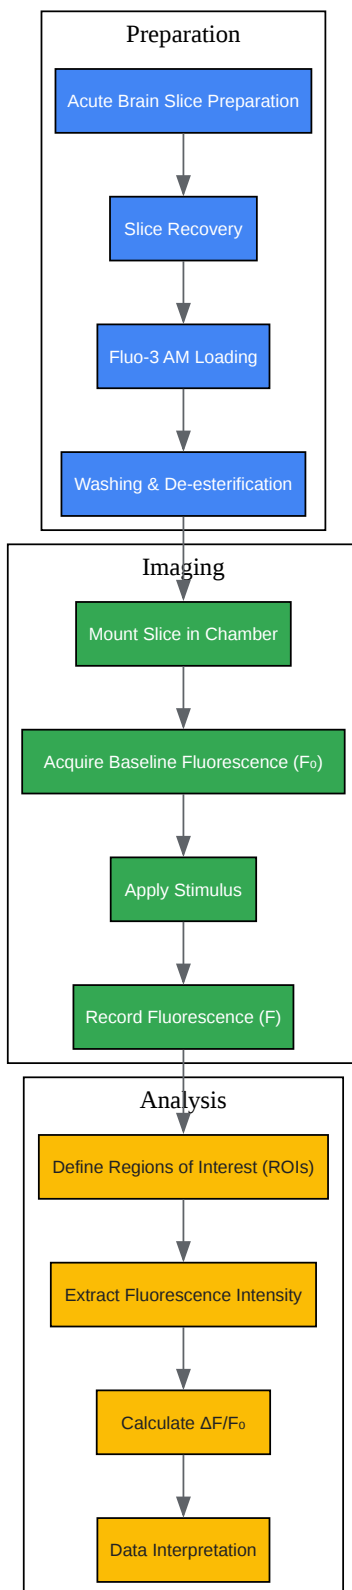 Preparation
Acute Brain Slice Preparation
Slice Recovery
Fluo-3 AM Loading
Washing & De-esterification
Imaging
Mount Slice in Chamber
Acquire Baseline Fluorescence (F₀)
Apply Stimulus
Record Fluorescence (F)
Analysis
Define Regions of Interest (ROIs)
Extract Fluorescence Intensity
Calculate ΔF/F₀
Data Interpretation